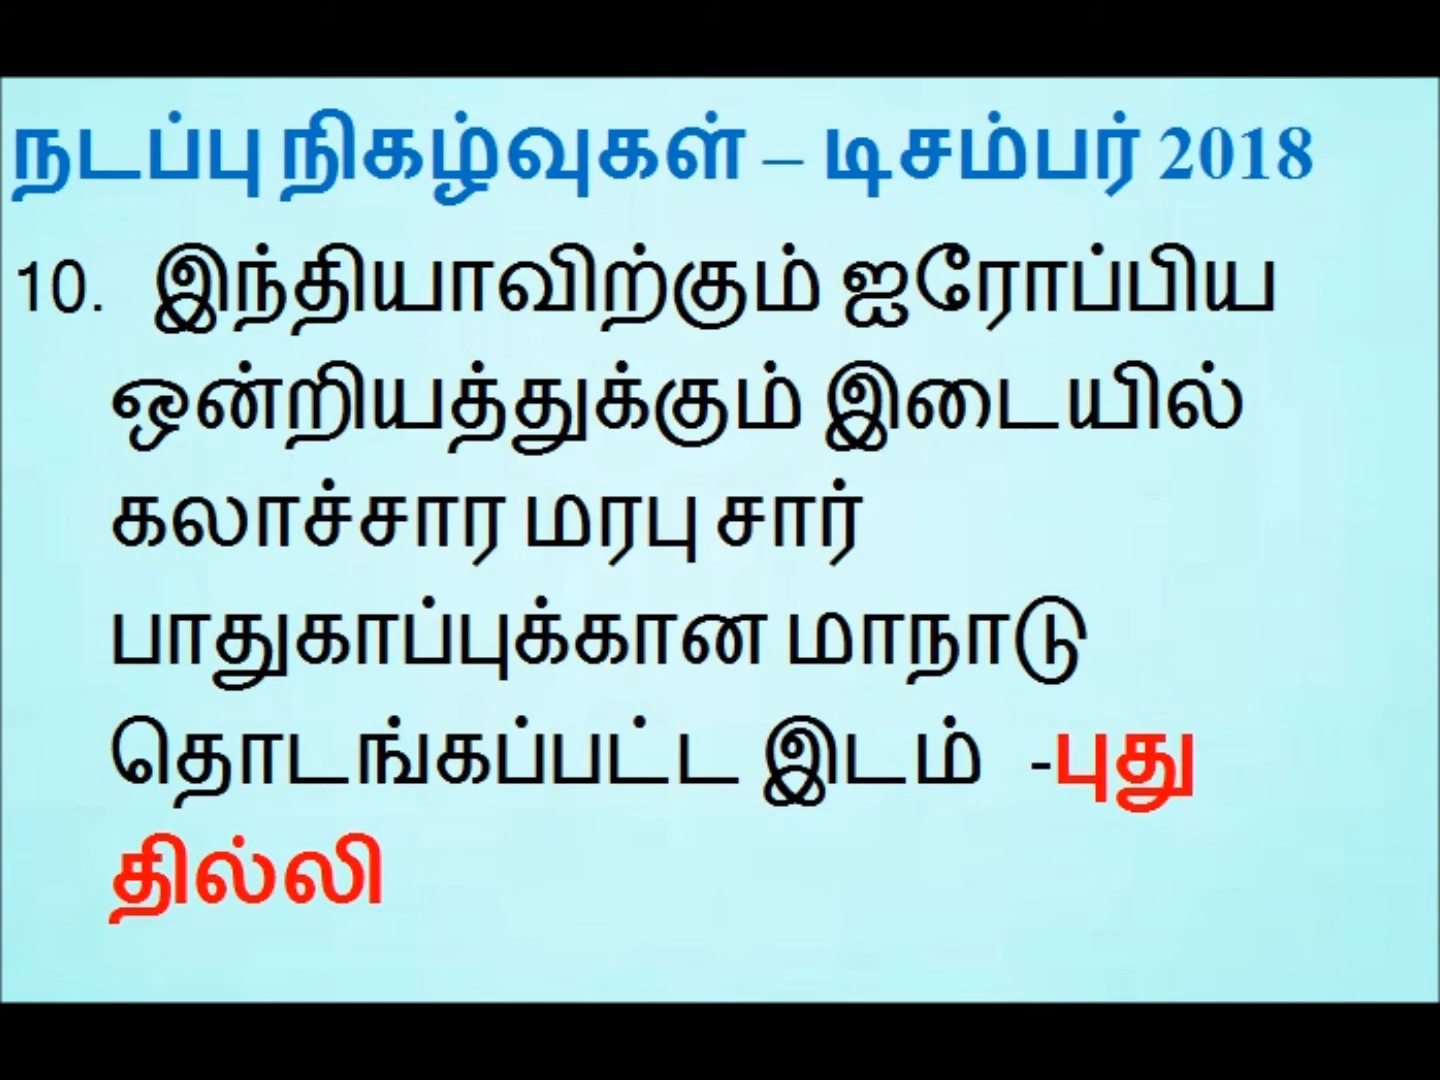 நடப்பு நிகழ்வுகள் – டிசம்பர் 2018
10. இந்தியாவிற்கும் ஐரோப்பிய
ஒன்றியத்துக்கும் இடையில்
கலாச்சார மரபு சார்
பாதுகாப்புக்கான மாநாடு
தொடங்கப்பட்ட இடம் -புது
தில்லி